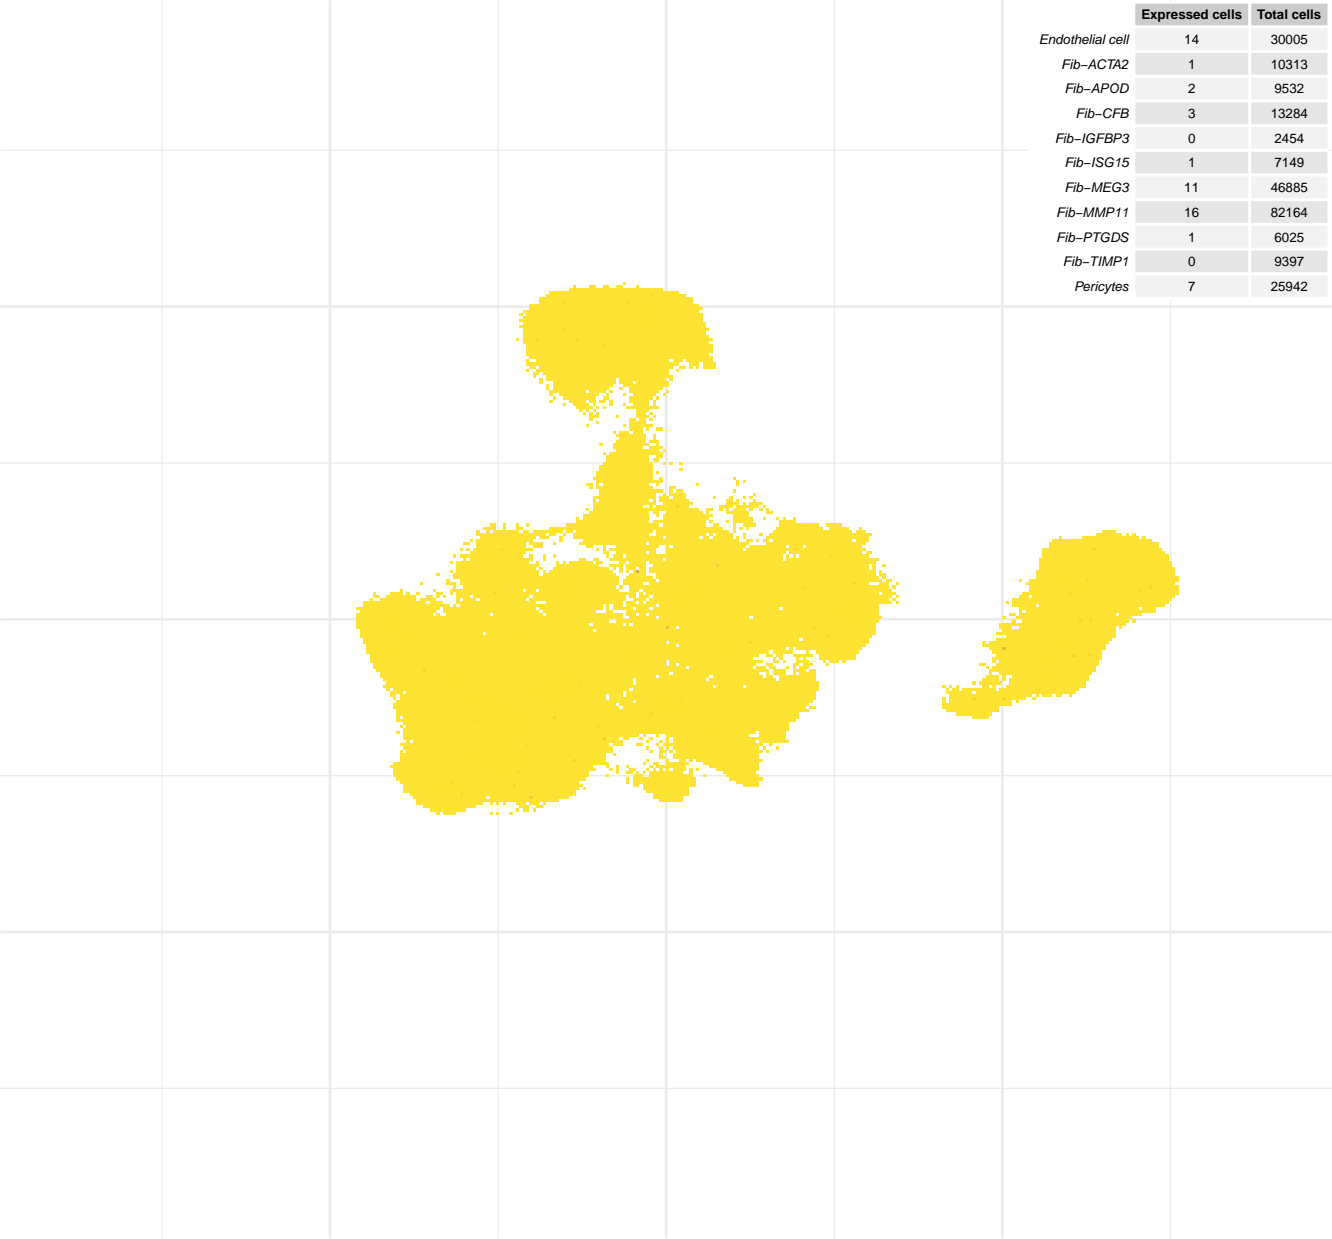 Expressed cells Total cells
Endothelial cell 14 30005
Fib−ACTA2 1 10313
Fib−APOD 2 9532
Fib−CFB 3 13284
Fib−IGFBP3 0 2454
Fib−ISG15 1 7149
Fib−MEG3 11 46885
Fib−MMP11 16 82164
Fib−PTGDS 1 6025
Fib−TIMP1 0 9397
Pericytes 7 25942